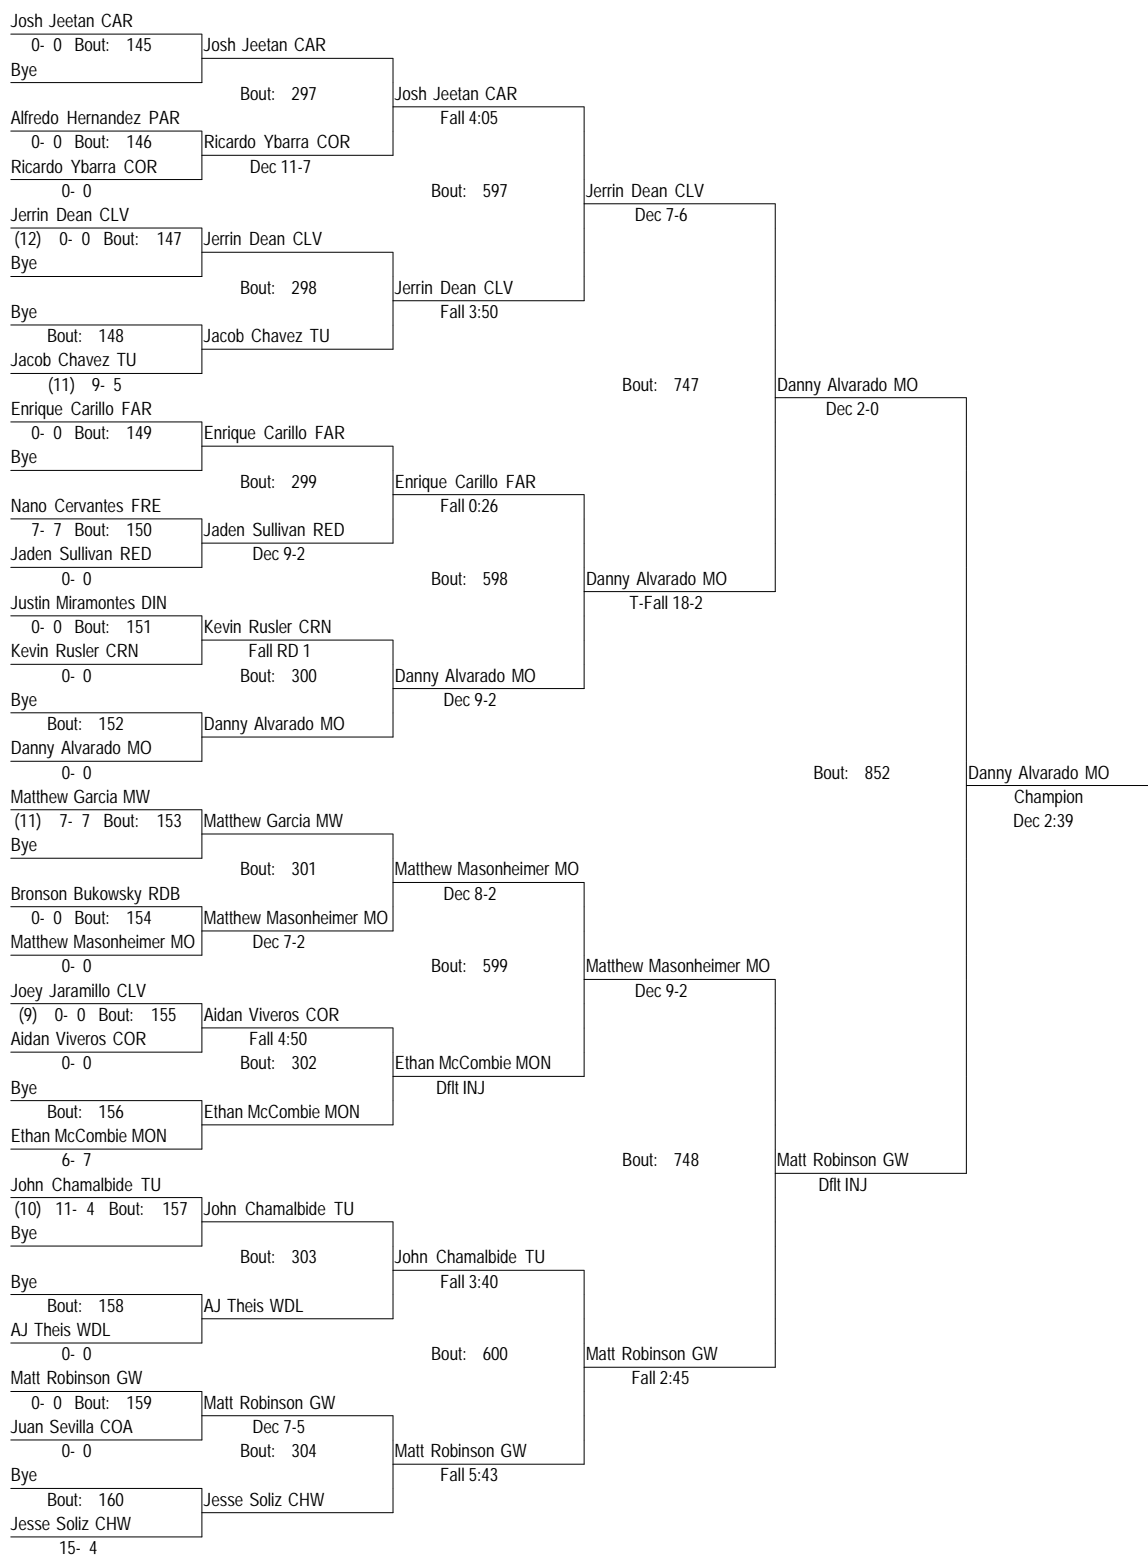 Josh Jeetan CAR
0- 0 Bout: 145
Josh Jeetan CAR
Bye
Bout: 297
Josh Jeetan CAR
Alfredo Hernandez PAR
Fall 4:05
0- 0 Bout: 146
Ricardo Ybarra COR
Ricardo Ybarra COR
Dec 11-7
0- 0
Bout: 597
Jerrin Dean CLV
Jerrin Dean CLV
Dec 7-6
(12) 0- 0 Bout: 147
Jerrin Dean CLV
Bye
Bout: 298
Jerrin Dean CLV
Bye
Fall 3:50
Bout: 148
Jacob Chavez TU
Jacob Chavez TU
(11) 9- 5
Bout: 747
Danny Alvarado MO
Enrique Carillo FAR
Dec 2-0
0- 0 Bout: 149
Enrique Carillo FAR
Bye
Bout: 299
Enrique Carillo FAR
Nano Cervantes FRE
Fall 0:26
7- 7 Bout: 150
Jaden Sullivan RED
Jaden Sullivan RED
Dec 9-2
0- 0
Bout: 598
Danny Alvarado MO
Justin Miramontes DIN
T-Fall 18-2
0- 0 Bout: 151
Kevin Rusler CRN
Kevin Rusler CRN
Fall RD 1
0- 0
Bout: 300
Danny Alvarado MO
Bye
Dec 9-2
Bout: 152
Danny Alvarado MO
Danny Alvarado MO
0- 0
Bout: 852
Danny Alvarado MO
Matthew Garcia MW
Champion
(11) 7- 7 Bout: 153
Matthew Garcia MW
Dec 2:39
Bye
Bout: 301
Matthew Masonheimer MO
Bronson Bukowsky RDB
Dec 8-2
0- 0 Bout: 154
Matthew Masonheimer MO
Matthew Masonheimer MO
Dec 7-2
0- 0
Bout: 599
Matthew Masonheimer MO
Joey Jaramillo CLV
Dec 9-2
(9) 0- 0 Bout: 155
Aidan Viveros COR
Aidan Viveros COR
Fall 4:50
0- 0
Bout: 302
Ethan McCombie MON
Bye
Dflt INJ
Bout: 156
Ethan McCombie MON
Ethan McCombie MON
6- 7
Bout: 748
Matt Robinson GW
John Chamalbide TU
Dflt INJ
(10) 11- 4 Bout: 157
John Chamalbide TU
Bye
Bout: 303
John Chamalbide TU
Bye
Fall 3:40
Bout: 158
AJ Theis WDL
AJ Theis WDL
0- 0
Bout: 600
Matt Robinson GW
Matt Robinson GW
Fall 2:45
0- 0 Bout: 159
Matt Robinson GW
Juan Sevilla COA
Dec 7-5
0- 0
Bout: 304
Matt Robinson GW
Bye
Fall 5:43
Bout: 160
Jesse Soliz CHW
Jesse Soliz CHW
15- 4